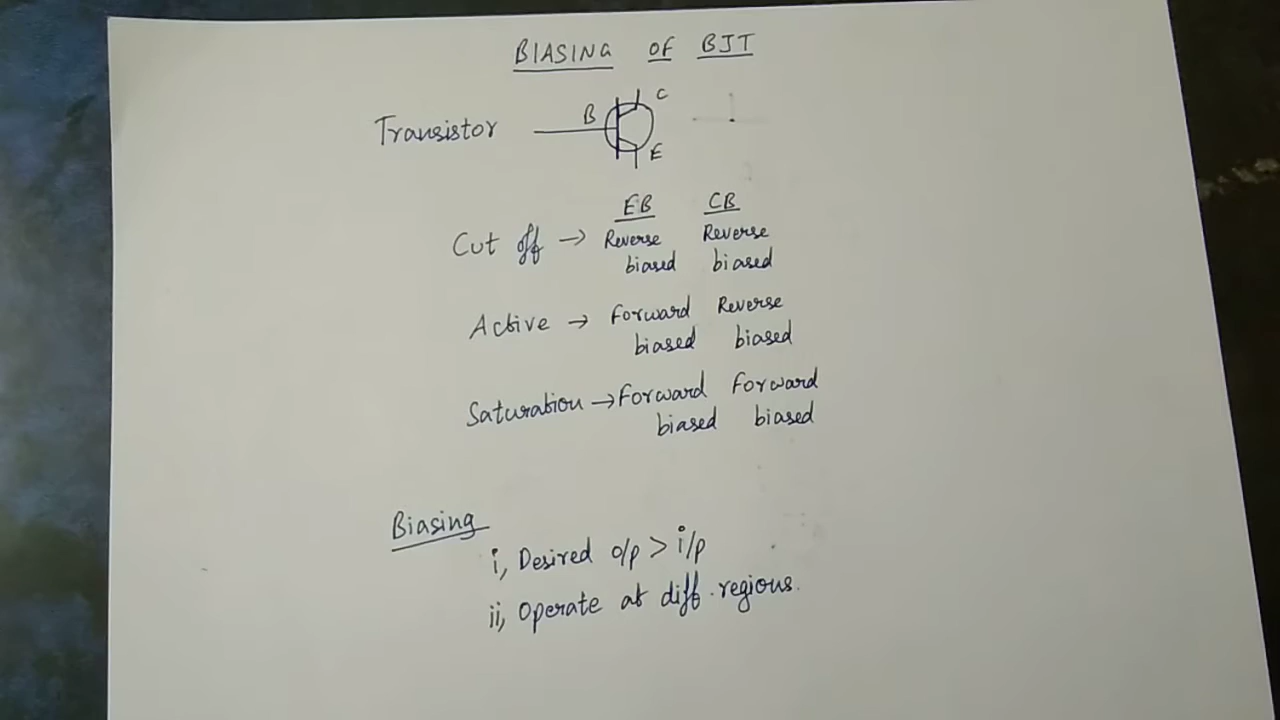 BIASING OF BJT
C
Transistor B
E
EB CB
Cut off → Reverse biased Reverse biased
Active → Forward biased Reverse biased
Saturation → Forward biased Forward biased
Biasing
i, Desired o/p > i/p
ii, Operate at diff. regions.